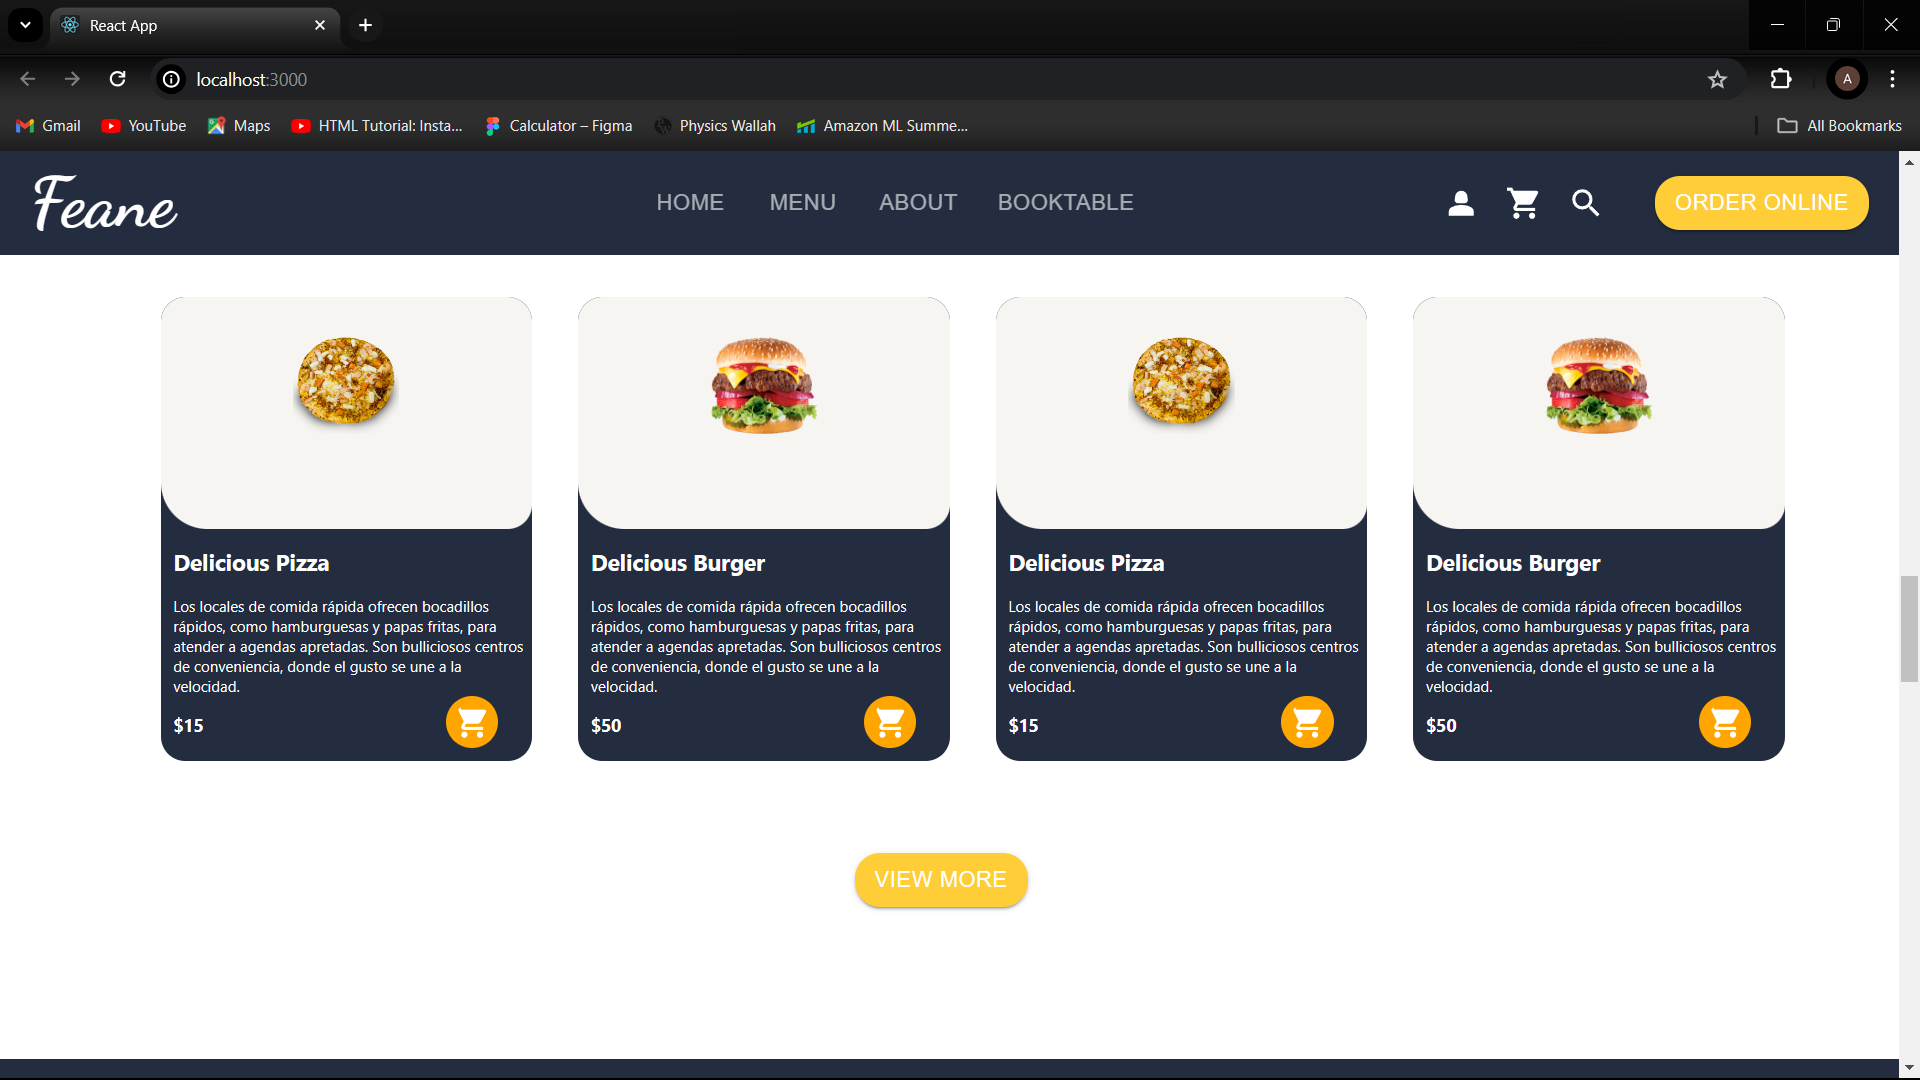 React App
localhost:3000
A
Gmail
YouTube
Maps
HTML Tutorial: Insta...
Calculator – Figma
Physics Wallah
Amazon ML Summe...
All Bookmarks
Feane
HOME
MENU
ABOUT
BOOKTABLE
ORDER ONLINE
Delicious Pizza
Los locales de comida rápida ofrecen bocadillos
rápidos, como hamburguesas y papas fritas, para
atender a agendas apretadas. Son bulliciosos centros
de conveniencia, donde el gusto se une a la
velocidad.
$15
Delicious Burger
Los locales de comida rápida ofrecen bocadillos
rápidos, como hamburguesas y papas fritas, para
atender a agendas apretadas. Son bulliciosos centros
de conveniencia, donde el gusto se une a la
velocidad.
$50
Delicious Pizza
Los locales de comida rápida ofrecen bocadillos
rápidos, como hamburguesas y papas fritas, para
atender a agendas apretadas. Son bulliciosos centros
de conveniencia, donde el gusto se une a la
velocidad.
$15
Delicious Burger
Los locales de comida rápida ofrecen bocadillos
rápidos, como hamburguesas y papas fritas, para
atender a agendas apretadas. Son bulliciosos centros
de conveniencia, donde el gusto se une a la
velocidad.
$50
VIEW MORE